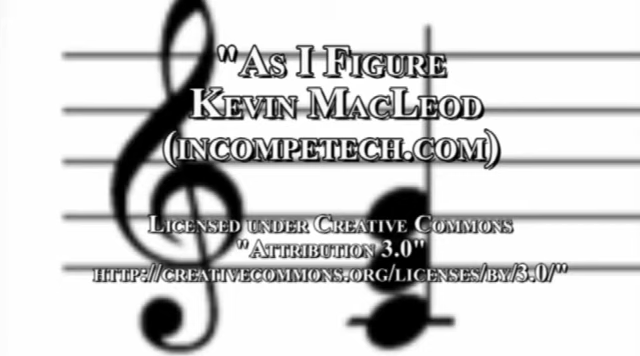 "As I Figure
Kevin MacLeod
(incompetech.com)
Licensed under Creative Commons
"Attribution 3.0"
http://creativecommons.org/licenses/by/3.0/"